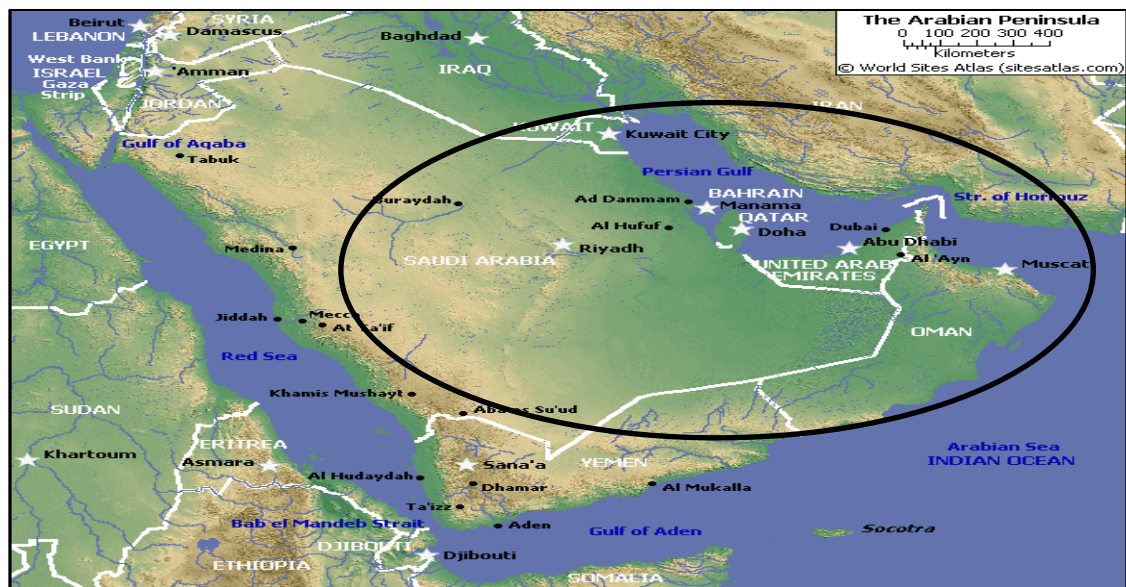 The Arabian Peninsula
0 100 200 300 400
Kilometers
© World Sites Atlas (sitesatlas.com)
SYRIA
Beirut
LEBANON
Damascus
Baghdad
West Bank
ISRAEL
Gaza
Strip
'Amman
IRAQ
JORDAN
IRAN
KUWAIT
Kuwait City
Gulf of Aqaba
Tabuk
Persian Gulf
BAHRAIN
Manama
Str. of Hormuz
Buraydah
Ad Dammam
QATAR
Doha
Al Hufuf
Dubai
EGYPT
Medina
Riyadh
Abu Dhabi
SAUDI ARABIA
UNITED ARAB
EMIRATES
Al 'Ayn
Muscat
Jiddah
Mecca
At Ta'if
OMAN
Red Sea
Khamis Mushayt
SUDAN
Aba as Su'ud
ERITREA
Arabian Sea
INDIAN OCEAN
Khartoum
Asmara
Sana'a
YEMEN
Al Hudaydah
Dhamar
Al Mukalla
Ta'izz
Bab el Mandeb Strait
Aden
Gulf of Aden
Socotra
DJIBOUTI
Djibouti
ETHIOPIA
SOMALIA